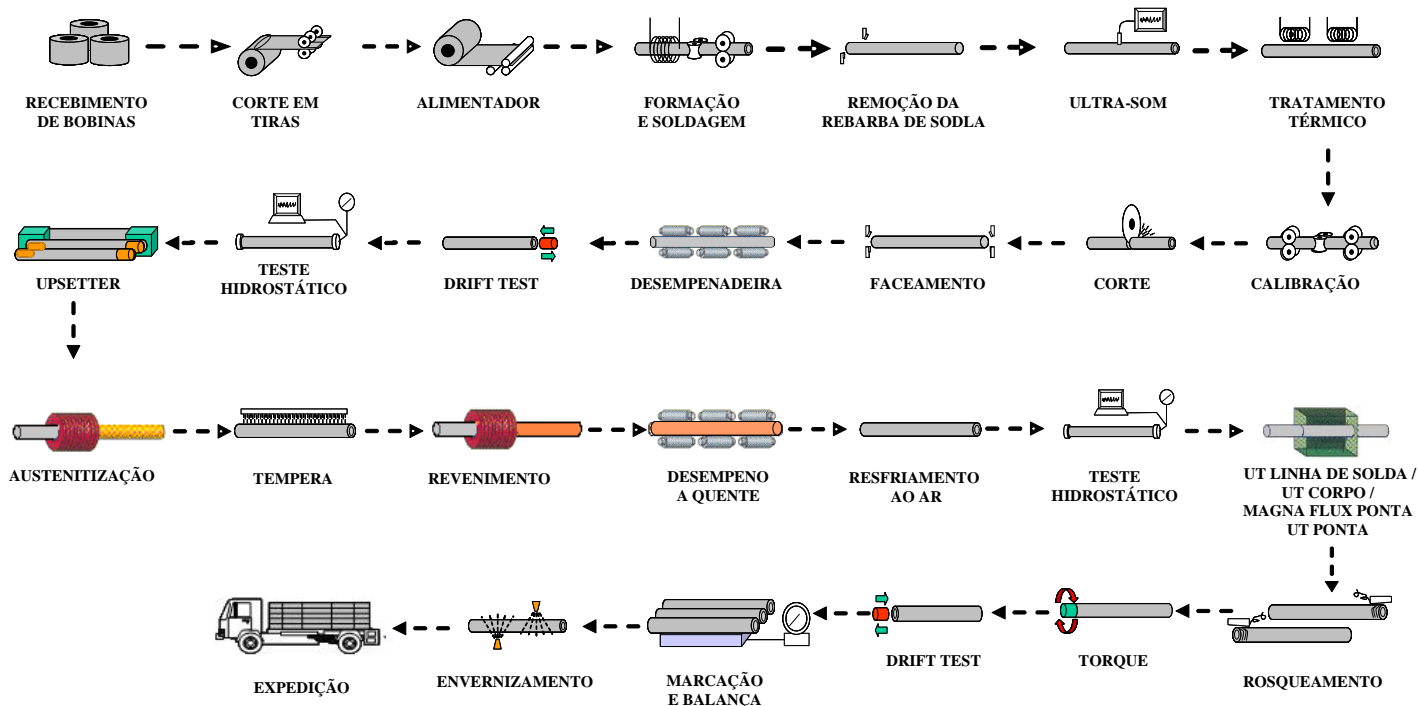 RECEBIMENTO
DE BOBINAS
CORTE EM
TIRAS
ALIMENTADOR
FORMAÇÃO
E SOLDAGEM
REMOÇÃO DA
REBARBA DE SODLA
ULTRA-SOM
TRATAMENTO
TÉRMICO
UPSETTER
TESTE
HIDROSTÁTICO
DRIFT TEST
DESEMPENADEIRA
FACEAMENTO
CORTE
CALIBRAÇÃO
AUSTENITIZAÇÃO
TEMPERA
REVENIMENTO
DESEMPENO
A QUENTE
RESFRIAMENTO
AO AR
TESTE
HIDROSTÁTICO
UT LINHA DE SOLDA /
UT CORPO /
MAGNA FLUX PONTA
UT PONTA
EXPEDIÇÃO
ENVERNIZAMENTO
MARCAÇÃO
E BALANÇA
DRIFT TEST
TORQUE
ROSQUEAMENTO